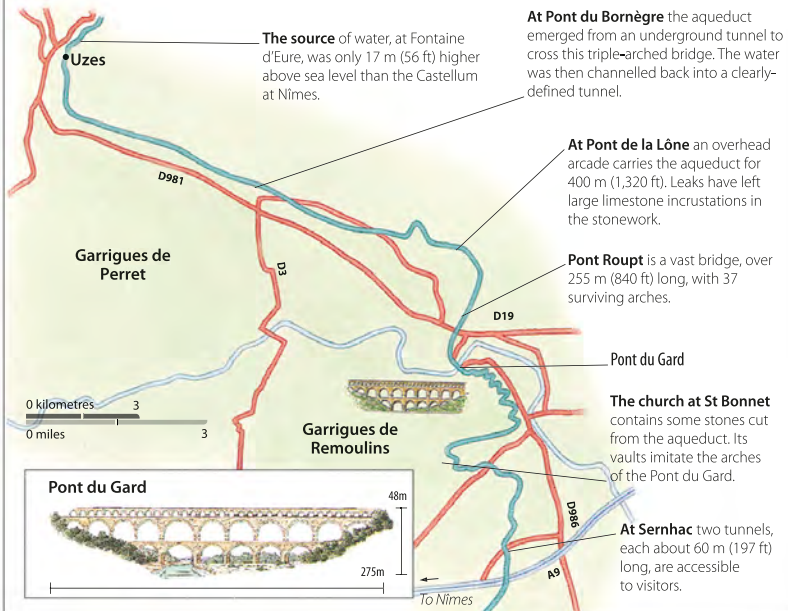 The source of water, at Fontaine
d'Eure, was only 17 m (56 ft) higher
above sea level than the Castellum
at Nîmes.
At Pont du Bornègre the aqueduct
emerged from an underground tunnel to
cross this triple-arched bridge. The water
was then channelled back into a clearly-
defined tunnel.
Uzes
At Pont de la Lône an overhead
arcade carries the aqueduct for
400 m (1,320 ft). Leaks have left
large limestone incrustations in
the stonework.
D981
Garrigues de
Perret
D3
Pont Roupt is a vast bridge, over
255 m (840 ft) long, with 37
surviving arches.
D19
Pont du Gard
0 kilometres 3
0 miles 3
Garrigues de
Remoulins
The church at St Bonnet
contains some stones cut
from the aqueduct. Its
vaults imitate the arches
of the Pont du Gard.
Pont du Gard
48m
275m
D986
At Sernhac two tunnels,
each about 60 m (197 ft)
long, are accessible
to visitors.
A9
To Nîmes